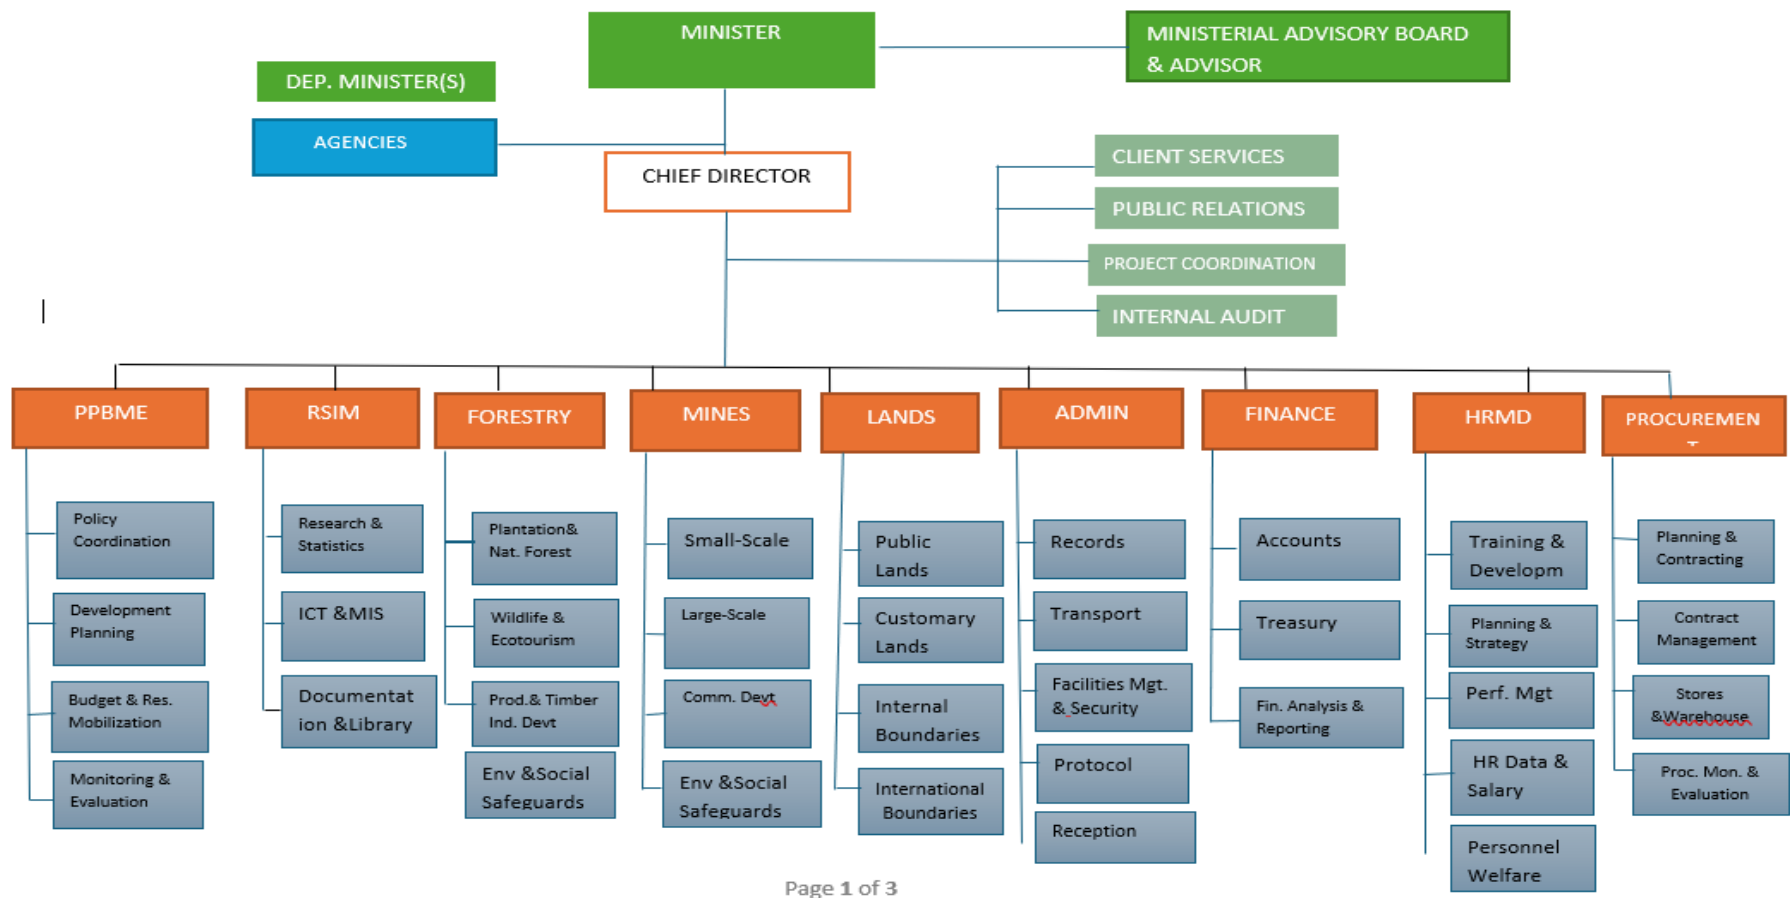 MINISTER
MINISTERIAL ADVISORY BOARD
& ADVISOR
DEP. MINISTER(S)
AGENCIES
CHIEF DIRECTOR
CLIENT SERVICES
PUBLIC RELATIONS
PROJECT COORDINATION
INTERNAL AUDIT
PPBME
RSIM
FORESTRY
MINES
LANDS
ADMIN
FINANCE
HRMD
PROCUREMEN
T
Policy
Coordination
Development
Planning
Budget & Res.
Mobilization
Monitoring &
Evaluation
Research &
Statistics
ICT &MIS
Documentat
ion &Library
Plantation&
Nat. Forest
Wildlife &
Ecotourism
Prod.& Timber
Ind. Devt
Env &Social
Safeguards
Small-Scale
Large-Scale
Comm. Devt
Env &Social
Safeguards
Public
Lands
Customary
Lands
Internal
Boundaries
International
Boundaries
Records
Transport
Facilities Mgt.
& Security
Protocol
Reception
Accounts
Treasury
Fin. Analysis &
Reporting
Training &
Developm
Planning &
Strategy
Perf. Mgt
HR Data &
Salary
Personnel
Welfare
Planning &
Contracting
Contract
Management
Stores
&Warehouse
Proc. Mon. &
Evaluation
Page 1 of 3